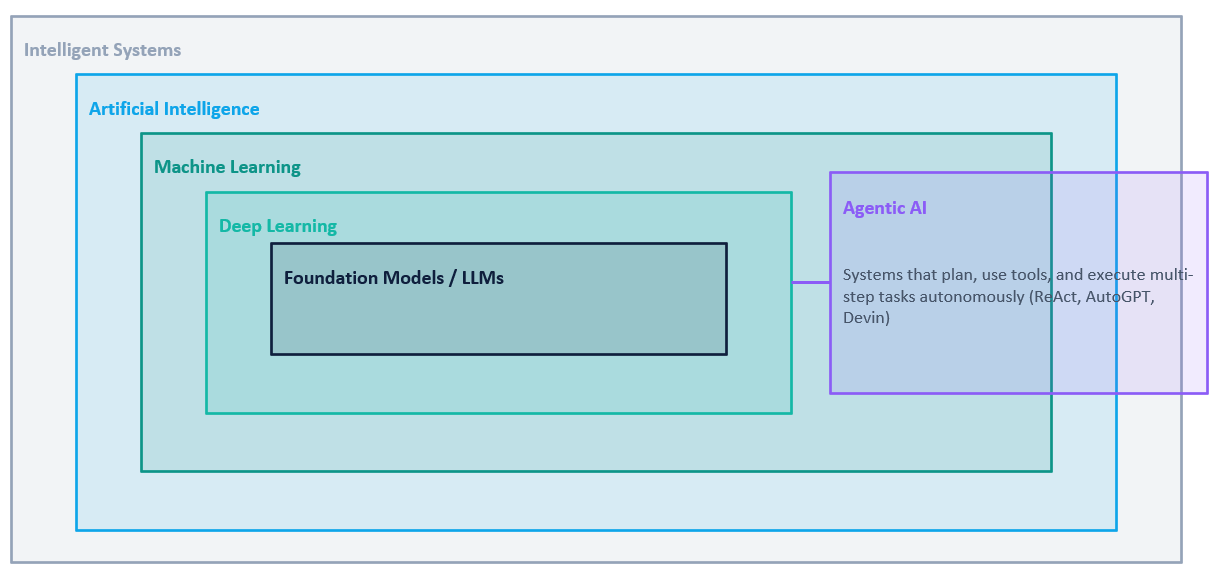 Intelligent Systems
Artificial Intelligence
Machine Learning
Agentic AI
Deep Learning
Foundation Models / LLMs
Systems that plan, use tools, and execute multi-
step tasks autonomously (ReAct, AutoGPT,
Devin)